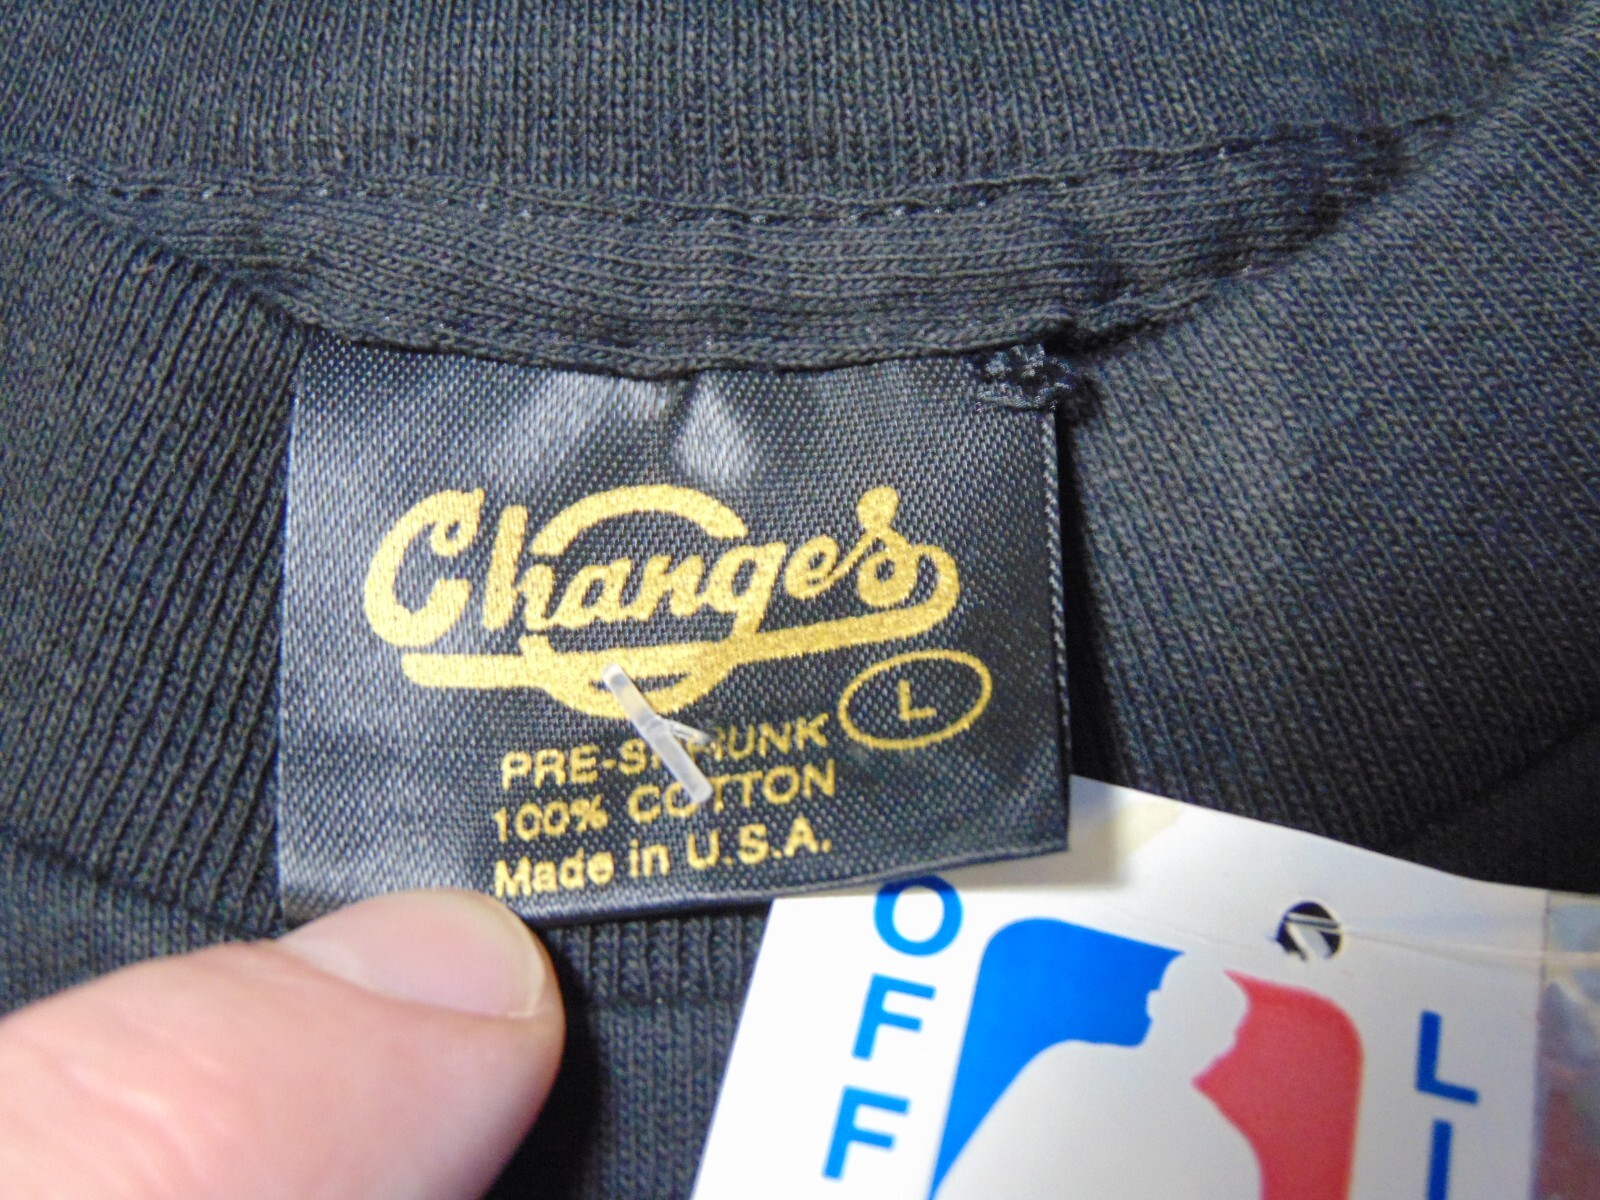 Changes
L
PRE-SHRUNK
100% COTTON
Made in U.S.A.
OFF
LI